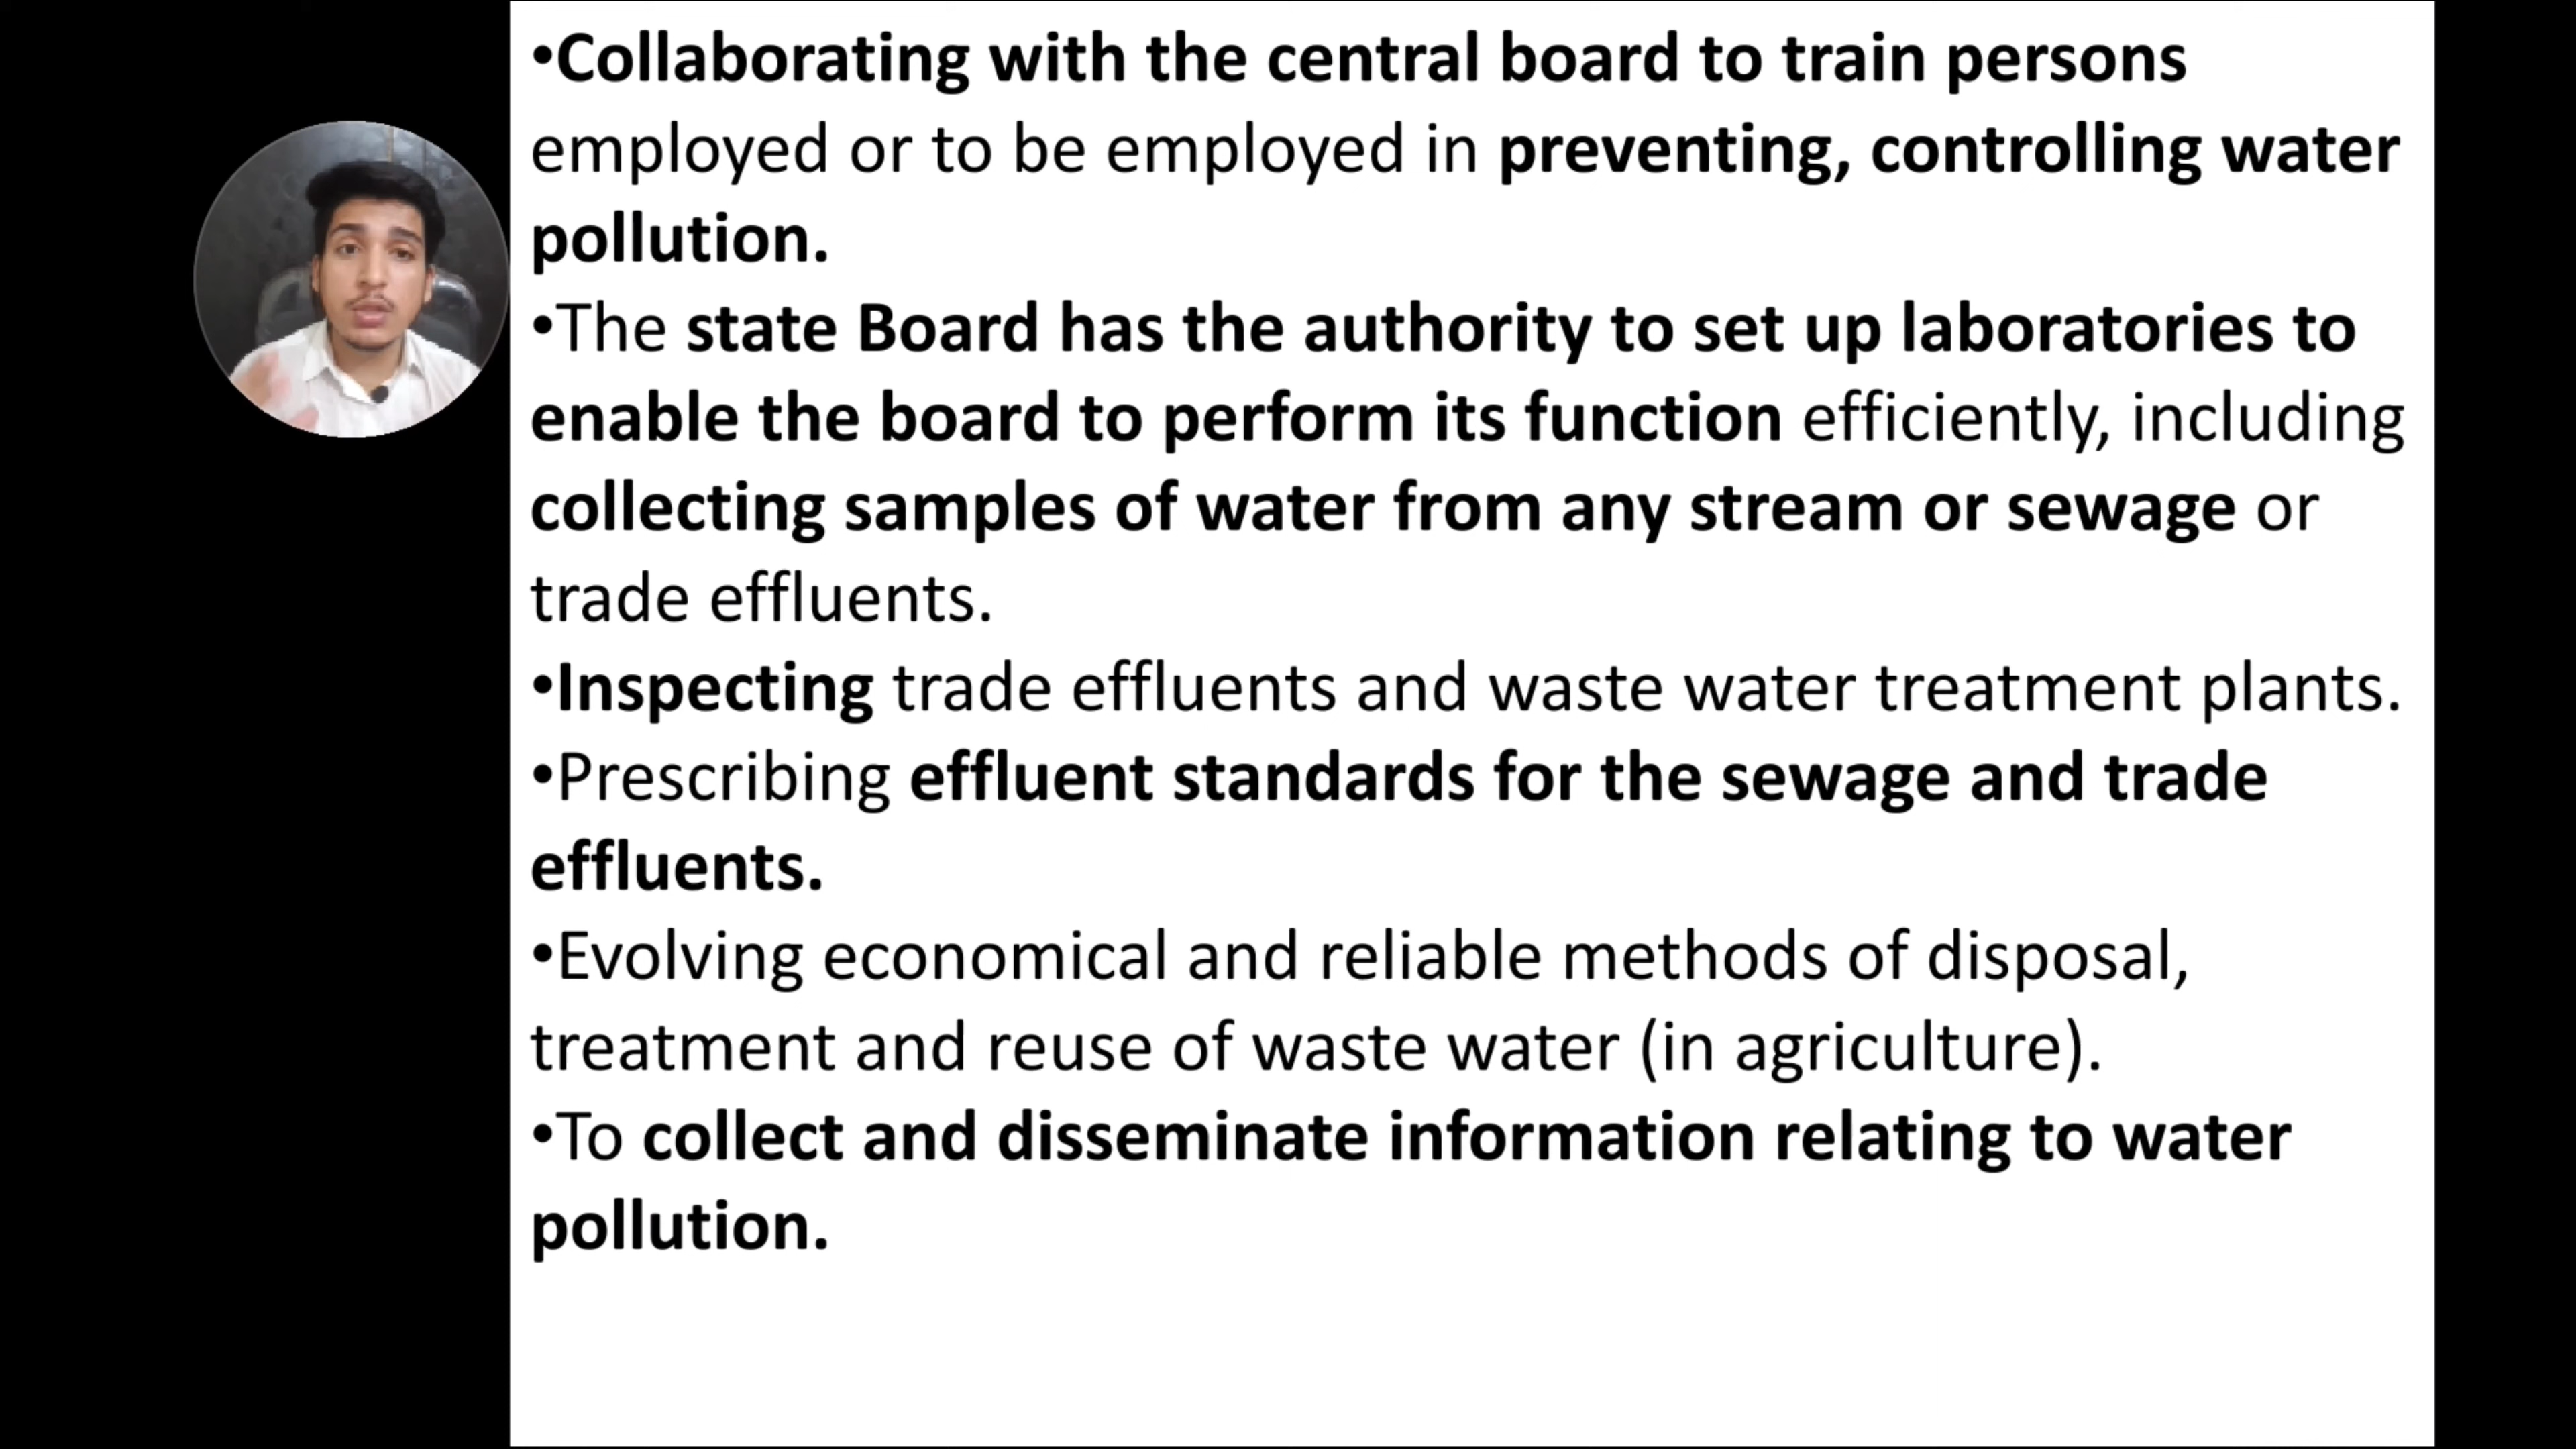 •Collaborating with the central board to train persons
employed or to be employed in preventing, controlling water
pollution.
•The state Board has the authority to set up laboratories to
enable the board to perform its function efficiently, including
collecting samples of water from any stream or sewage or
trade effluents.
•Inspecting trade effluents and waste water treatment plants.
•Prescribing effluent standards for the sewage and trade
effluents.
•Evolving economical and reliable methods of disposal,
treatment and reuse of waste water (in agriculture).
•To collect and disseminate information relating to water
pollution.